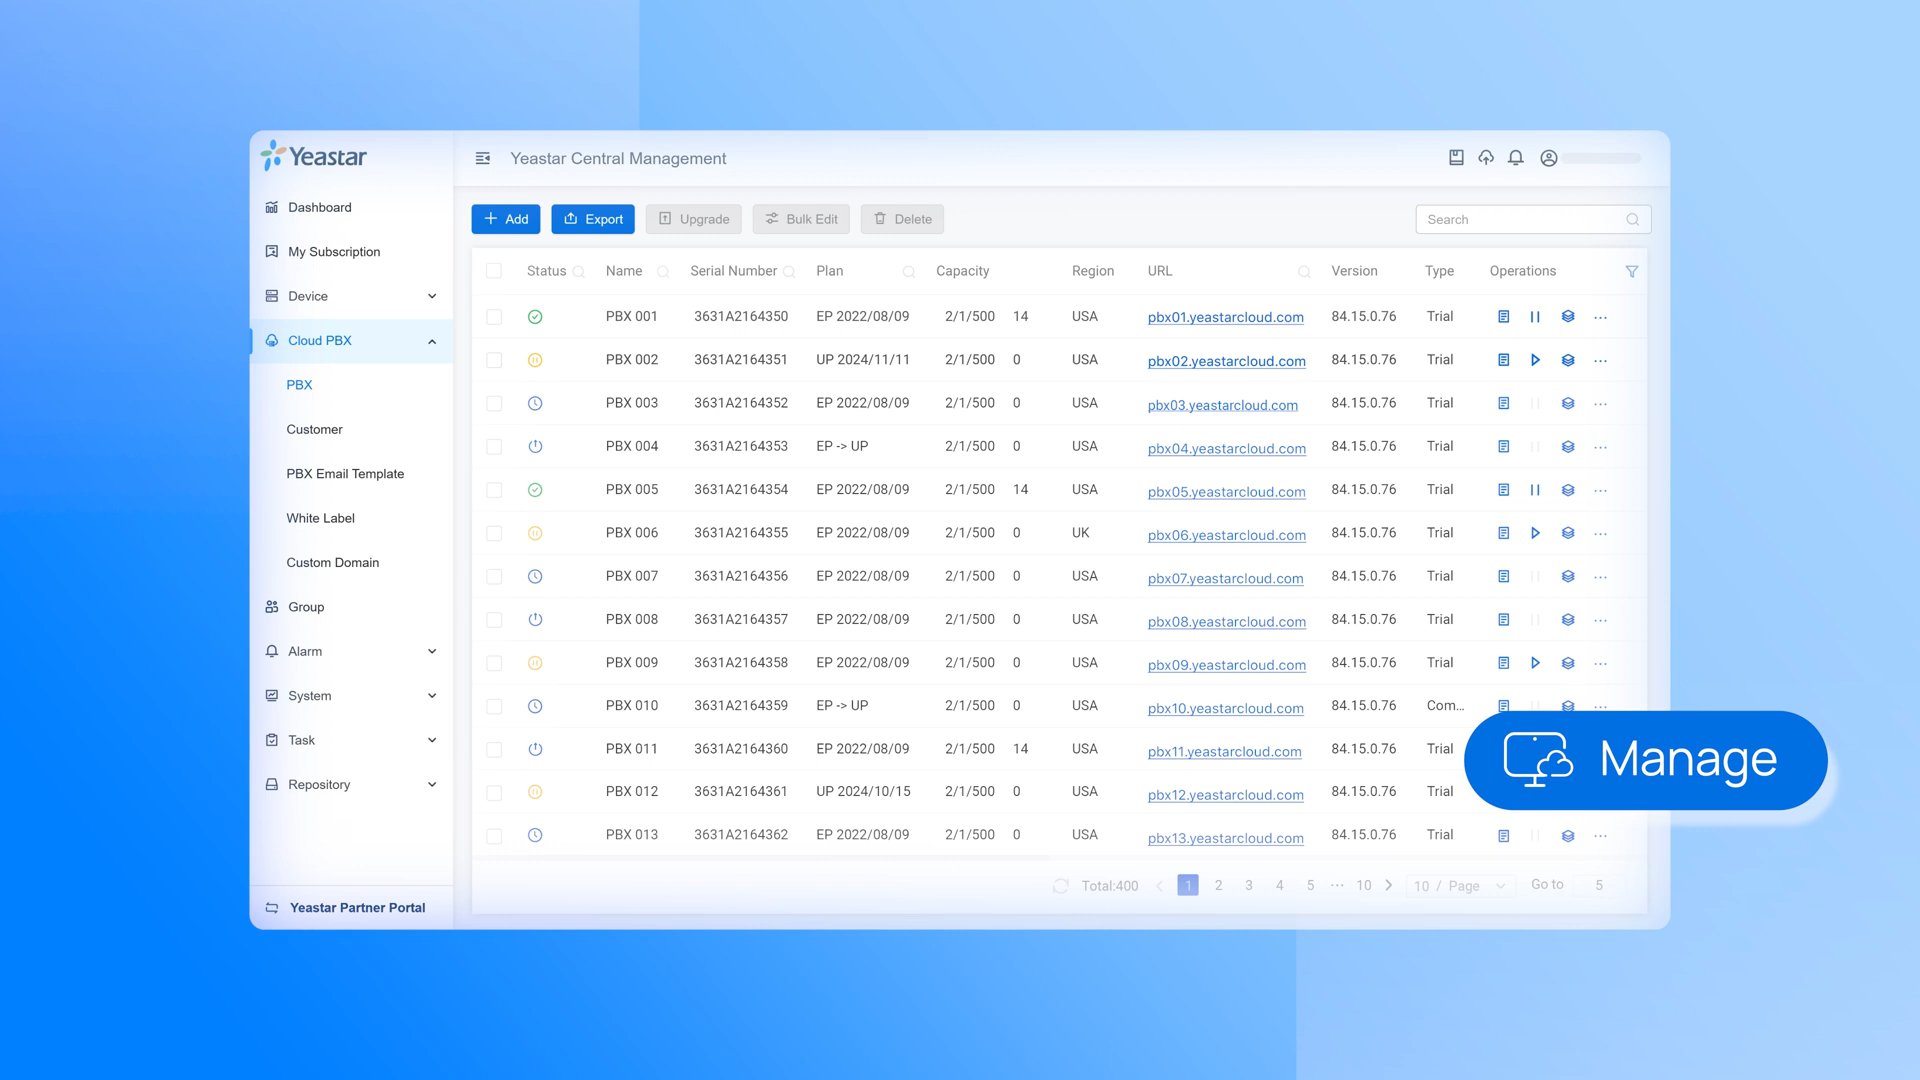 Yeastar
Yeastar Central Management
Dashboard
My Subscription
Device
Cloud PBX
PBX
Customer
PBX Email Template
White Label
Custom Domain
Group
Alarm
System
Task
Repository
Yeastar Partner Portal
Add Export Upgrade Bulk Edit Delete Search
Status Name Serial Number Plan Capacity Region URL Version Type Operations
PBX 001 3631A2164350 EP 2022/08/09 2/1/500 14 USA pbx01.yeastarcloud.com 84.15.0.76 Trial
PBX 002 3631A2164351 UP 2024/11/11 2/1/500 0 USA pbx02.yeastarcloud.com 84.15.0.76 Trial
PBX 003 3631A2164352 EP 2022/08/09 2/1/500 0 USA pbx03.yeastarcloud.com 84.15.0.76 Trial
PBX 004 3631A2164353 EP -> UP 2/1/500 0 USA pbx04.yeastarcloud.com 84.15.0.76 Trial
PBX 005 3631A2164354 EP 2022/08/09 2/1/500 14 USA pbx05.yeastarcloud.com 84.15.0.76 Trial
PBX 006 3631A2164355 EP 2022/08/09 2/1/500 0 UK pbx06.yeastarcloud.com 84.15.0.76 Trial
PBX 007 3631A2164356 EP 2022/08/09 2/1/500 0 USA pbx07.yeastarcloud.com 84.15.0.76 Trial
PBX 008 3631A2164357 EP 2022/08/09 2/1/500 0 USA pbx08.yeastarcloud.com 84.15.0.76 Trial
PBX 009 3631A2164358 EP 2022/08/09 2/1/500 0 USA pbx09.yeastarcloud.com 84.15.0.76 Trial
PBX 010 3631A2164359 EP -> UP 2/1/500 0 USA pbx10.yeastarcloud.com 84.15.0.76 Com...
PBX 011 3631A2164360 EP 2022/08/09 2/1/500 14 USA pbx11.yeastarcloud.com 84.15.0.76 Trial
PBX 012 3631A2164361 UP 2024/10/15 2/1/500 0 USA pbx12.yeastarcloud.com 84.15.0.76 Trial
PBX 013 3631A2164362 EP 2022/08/09 2/1/500 0 USA pbx13.yeastarcloud.com 84.15.0.76 Trial
Manage
Total:400 < 1 2 3 4 5 ··· 10 > 10 / Page Go to 5